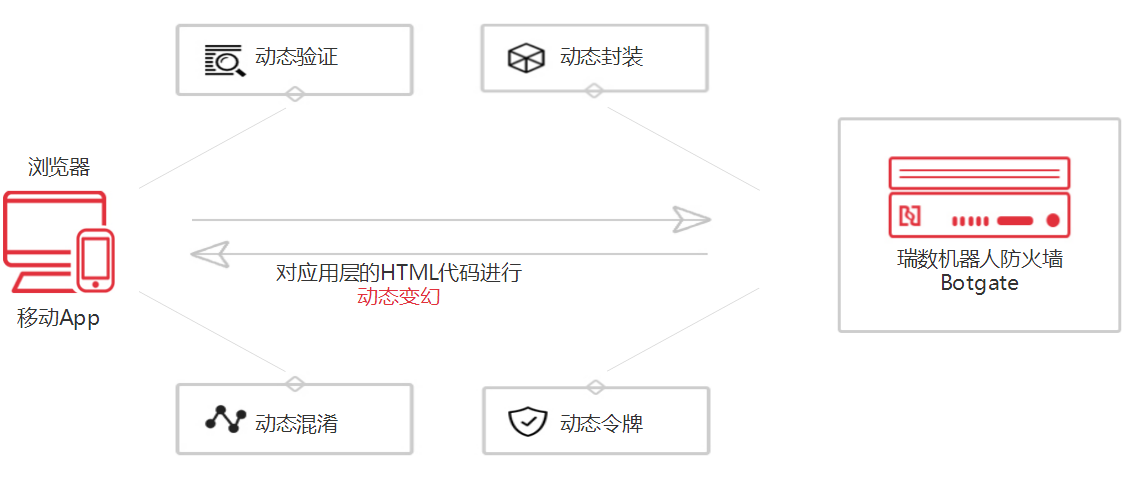 动态验证
动态封装
浏览器
移动App
对应用层的HTML代码进行
动态变幻
瑞数机器人防火墙
Botgate
动态混淆
动态令牌